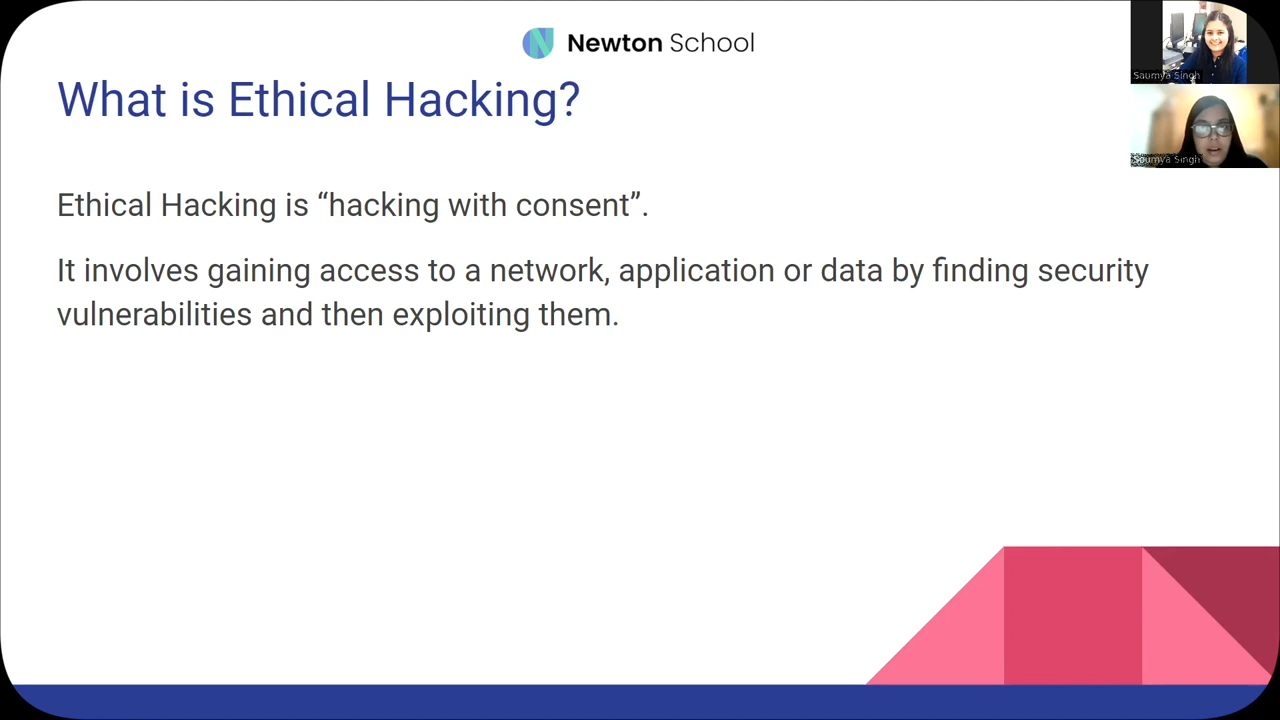 Newton School
Saumya Singh
What is Ethical Hacking?
Saumya Singh
Ethical Hacking is “hacking with consent”.
It involves gaining access to a network, application or data by finding security
vulnerabilities and then exploiting them.